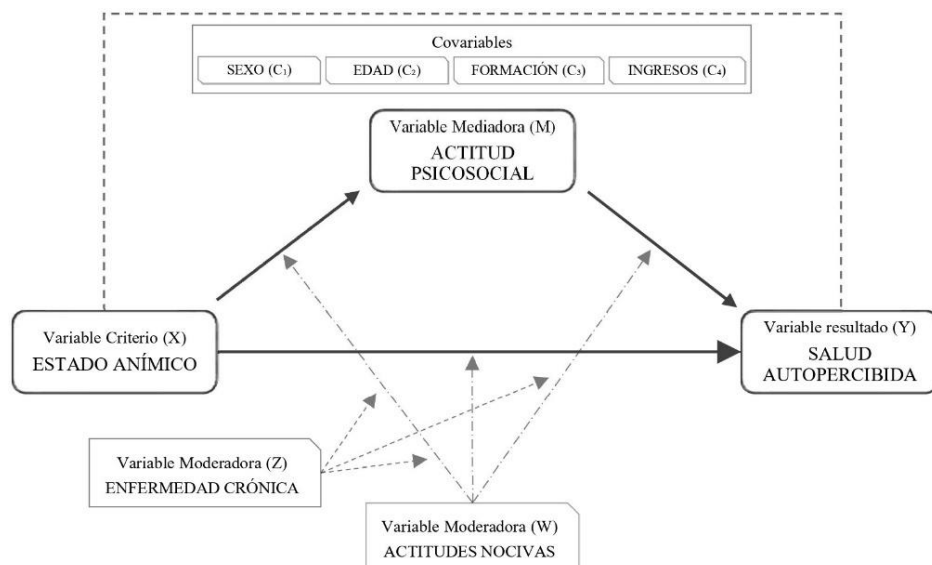 Covariables
SEXO (C₁)
EDAD (C₂)
FORMACIÓN (C₃)
INGRESOS (C₄)
Variable Mediadora (M)
ACTITUD
PSICOSOCIAL
Variable Criterio (X)
ESTADO ANÍMICO
Variable resultado (Y)
SALUD
AUTOPERCIBIDA
Variable Moderadora (Z)
ENFERMEDAD CRÓNICA
Variable Moderadora (W)
ACTITUDES NOCIVAS